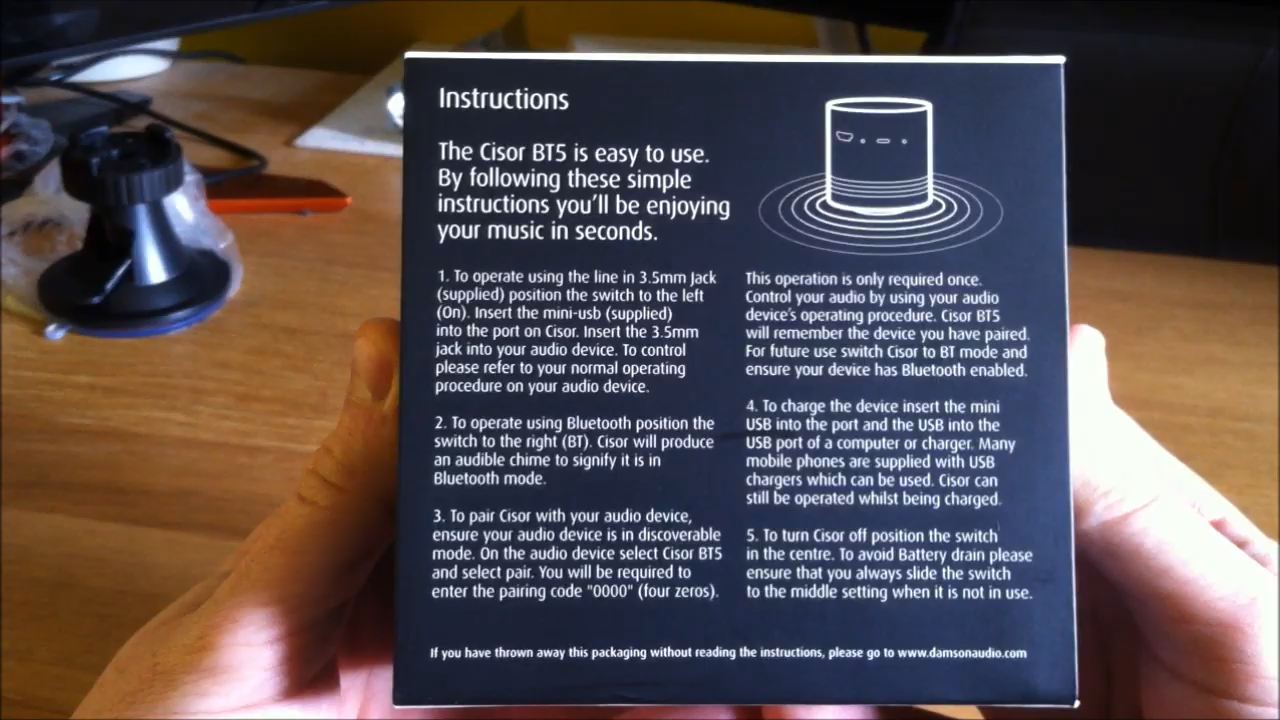 Instructions
The Cisor BT5 is easy to use.
By following these simple
instructions you'll be enjoying
your music in seconds.
1. To operate using the line in 3.5mm Jack
(supplied) position the switch to the left
(On). Insert the mini-usb (supplied)
into the port on Cisor. Insert the 3.5mm
jack into your audio device. To control
please refer to your normal operating
procedure on your audio device.
2. To operate using Bluetooth position the
switch to the right (BT). Cisor will produce
an audible chime to signify it is in
Bluetooth mode.
3. To pair Cisor with your audio device,
ensure your audio device is in discoverable
mode. On the audio device select Cisor BT5
and select pair. You will be required to
enter the pairing code "0000" (four zeros).
This operation is only required once.
Control your audio by using your audio
device's operating procedure. Cisor BT5
will remember the device you have paired.
For future use switch Cisor to BT mode and
ensure your device has Bluetooth enabled.
4. To charge the device insert the mini
USB into the port and the USB into the
USB port of a computer or charger. Many
mobile phones are supplied with USB
chargers which can be used. Cisor can
still be operated whilst being charged.
5. To turn Cisor off position the switch
in the centre. To avoid Battery drain please
ensure that you always slide the switch
to the middle setting when it is not in use.
If you have thrown away this packaging without reading the instructions, please go to www.damsonaudio.com